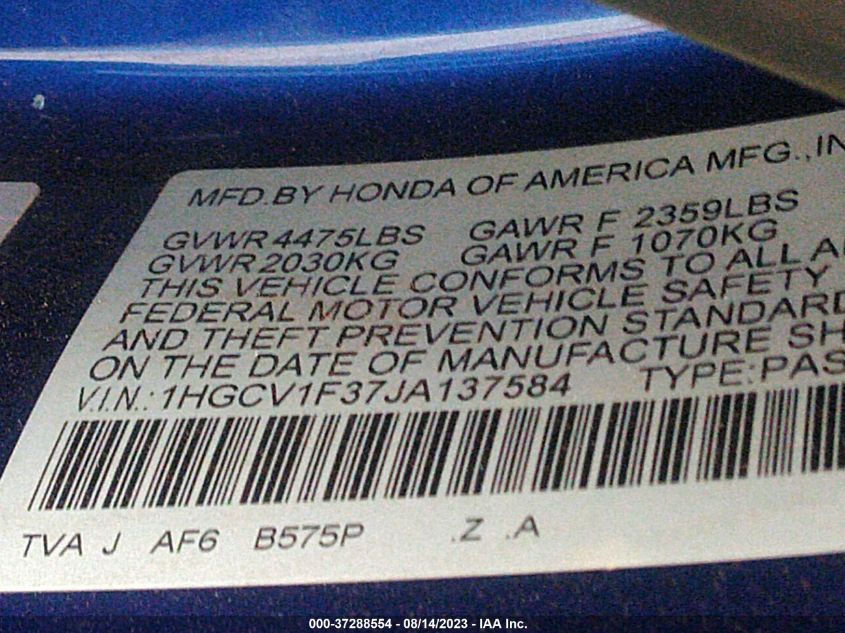 MFD.BY HONDA OF AMERICA MFG.,IN
GVWR 4475LBS GAWR F 2359LBS
GVWR 2030KG GAWR F 1070KG
THIS VEHICLE CONFORMS TO ALL A
FEDERAL MOTOR VEHICLE SAFETY
AND THEFT PREVENTION STANDARD
ON THE DATE OF MANUFACTURE SH
V.I.N.: 1HGCV1F37JA137584 TYPE:PAS
TVA J AF6 B575P .Z .A
000-37288554 - 08/14/2023 - IAA Inc.